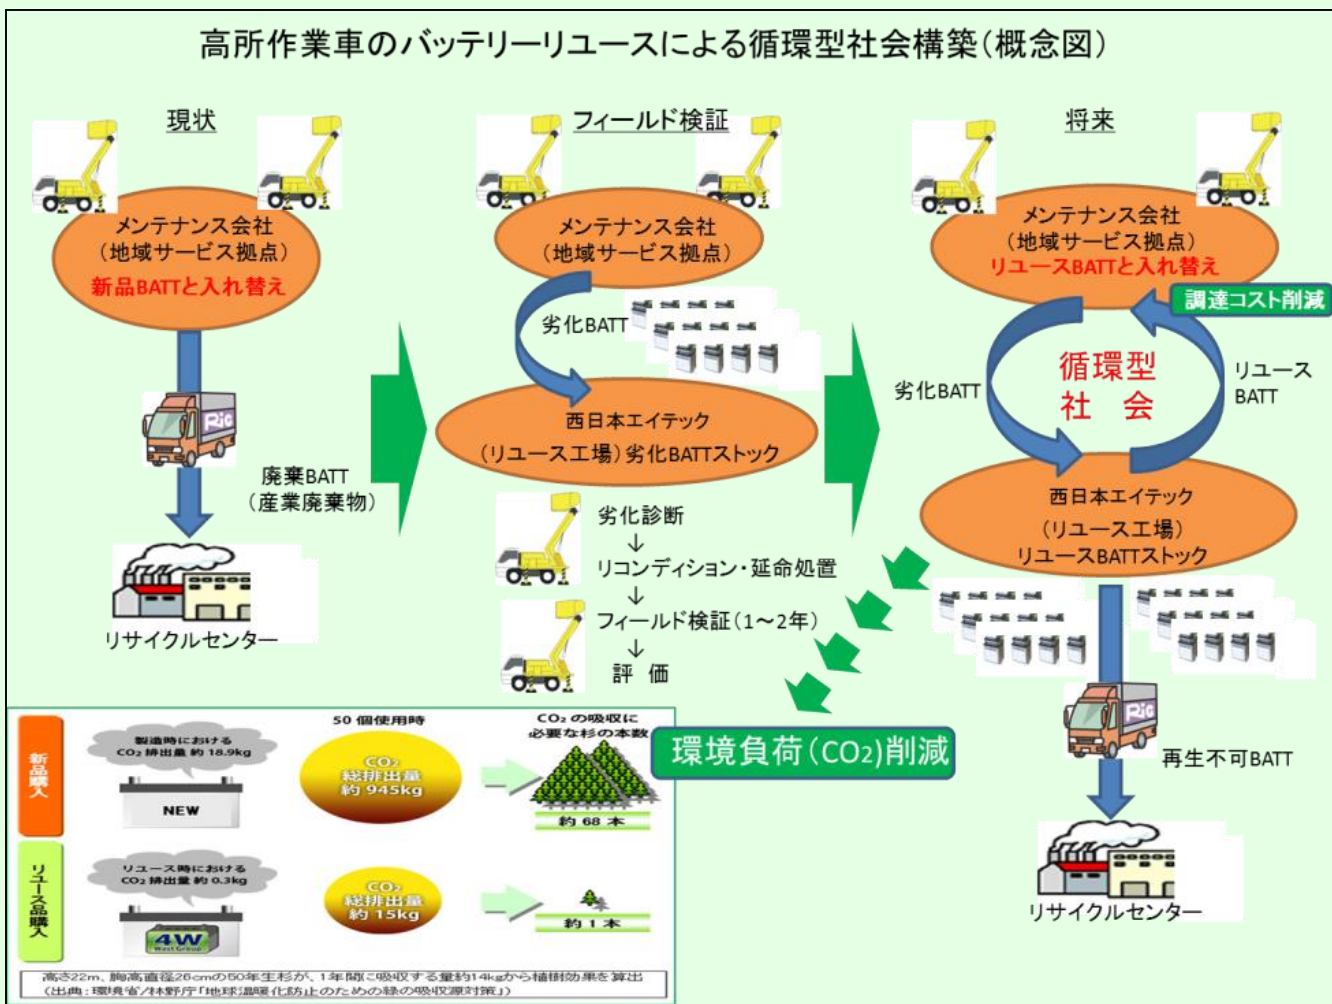 高所作業車のバッテリーリユースによる循環型社会構築(概念図)
現状
メンテナンス会社
(地域サービス拠点)
新品BATTと入れ替え
RiG
廃棄BATT
(産業廃棄物)
リサイクルセンター
フィールド検証
メンテナンス会社
(地域サービス拠点)
劣化BATT
西日本エイテック
(リユース工場)劣化BATTストック
劣化診断
↓
リコンディション・延命処置
↓
フィールド検証(1～2年)
↓
評 価
将来
メンテナンス会社
(地域サービス拠点)
リユースBATTと入れ替え
調達コスト削減
劣化BATT
循環型
社 会
リユース
BATT
西日本エイテック
(リユース工場)
リユースBATTストック
RiG
再生不可BATT
リサイクルセンター
環境負荷(CO₂)削減
50個使用時
CO₂の吸収に
必要な杉の本数
新品購入
製造時における
CO₂排出量 約18.9kg
NEW
CO₂
総排出量
約945kg
約68本
リユース品購入
リユース時における
CO₂排出量 約0.3kg
4W
West Group
CO₂
総排出量
約15kg
約1本
高さ22m、胸高直径26cmの50年生杉が、1年間に吸収する量約14kgから植樹効果を算出
(出典:環境省/林野庁「地球温暖化防止のための緑の吸収源対策」)